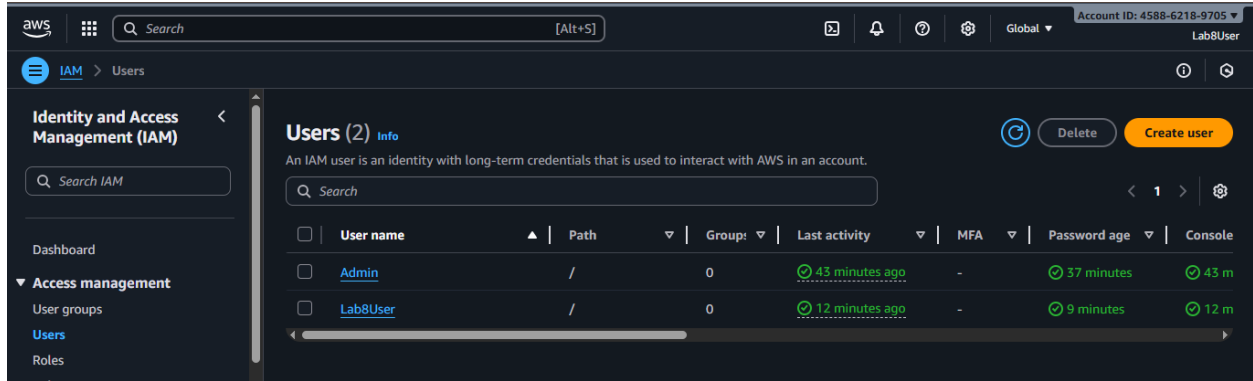 aws Search [Alt+S] Global Account ID: 4588-6218-9705
Lab8User
IAM > Users
Identity and Access
Management (IAM)
Search IAM
Dashboard
Access management
User groups
Users
Roles
Users (2) Info
Delete
Create user
An IAM user is an identity with long-term credentials that is used to interact with AWS in an account.
Search
1
User name Path Last activity MFA Password age Console
Admin / 0 43 minutes ago - 37 minutes 43 m
Lab8User / 0 12 minutes ago - 9 minutes 12 m